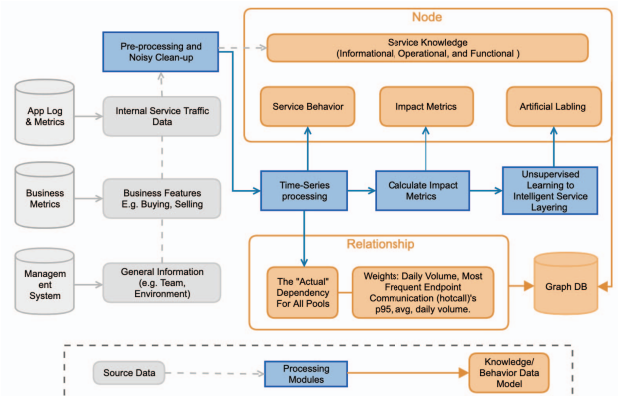 Node
Pre-processing and
Noisy Clean-up
Service Knowledge
(Informational, Operational, and Functional )
App Log
& Metrics
Internal Service Traffic
Data
Service Behavior
Impact Metrics
Artificial Labling
Business
Metrics
Business Features
E.g. Buying, Selling
Time-Series
processing
Calculate Impact
Metrics
Unsupervised
Learning to
Intelligent Service
Layering
Managem
ent
System
General Information
(e.g. Team,
Environment)
Relationship
The "Actual"
Dependency
For All Pools
Weights: Daily Volume, Most
Frequent Endpoint
Communication (hotcall)'s
p95, avg, daily volume.
Graph DB
Source Data
Processing
Modules
Knowledge/
Behavior Data
Model